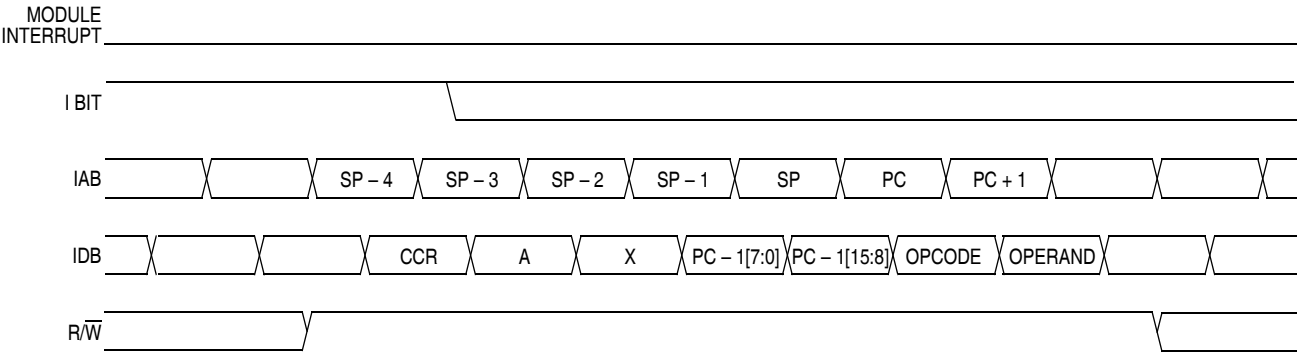 MODULE
INTERRUPT
I BIT
IAB SP – 4 SP – 3 SP – 2 SP – 1 SP PC PC + 1
IDB CCR A X PC – 1[7:0] PC – 1[15:8] OPCODE OPERAND
R/W̅